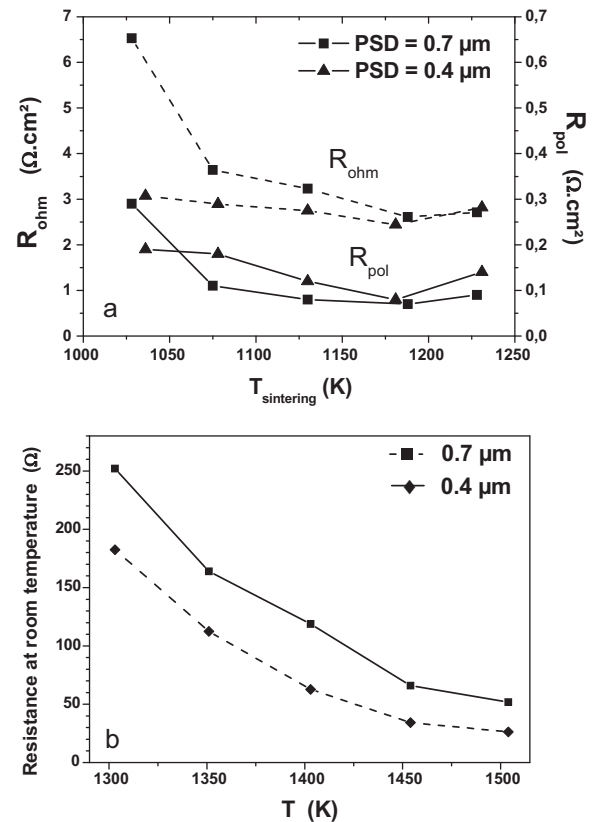 7
6
5
4
3
2
1
0
R_ohm (Ω.cm²)
0,7
0,6
0,5
0,4
0,3
0,2
0,1
0,0
R_pol (Ω.cm²)
PSD = 0.7 µm
PSD = 0.4 µm
R_ohm
R_pol
a
1000 1050 1100 1150 1200 1250
T_sintering (K)
250
200
150
100
50
0
Resistance at room temperature (Ω)
0.7 µm
0.4 µm
b
1300 1350 1400 1450 1500
T (K)